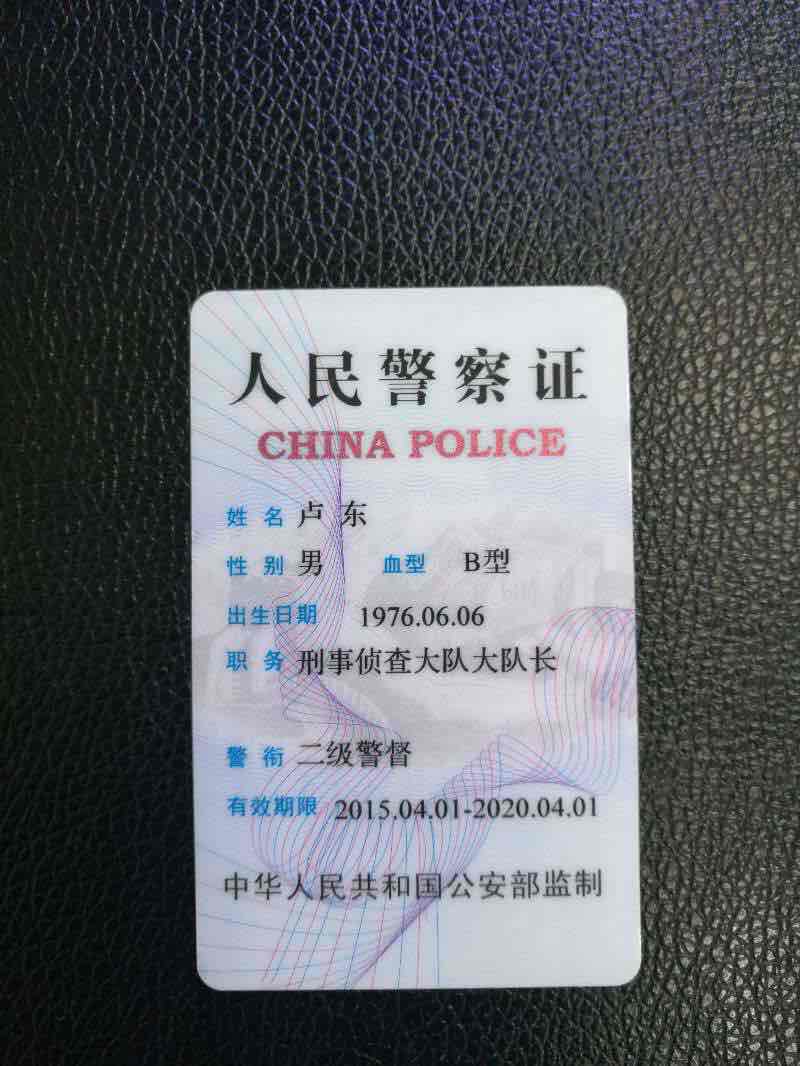 人民警察证
CHINA POLICE
姓名 卢东
性别 男 血型 B型
出生日期 1976.06.06
职务 刑事侦查大队大队长
警衔 二级警督
有效期限 2015.04.01-2020.04.01
中华人民共和国公安部监制